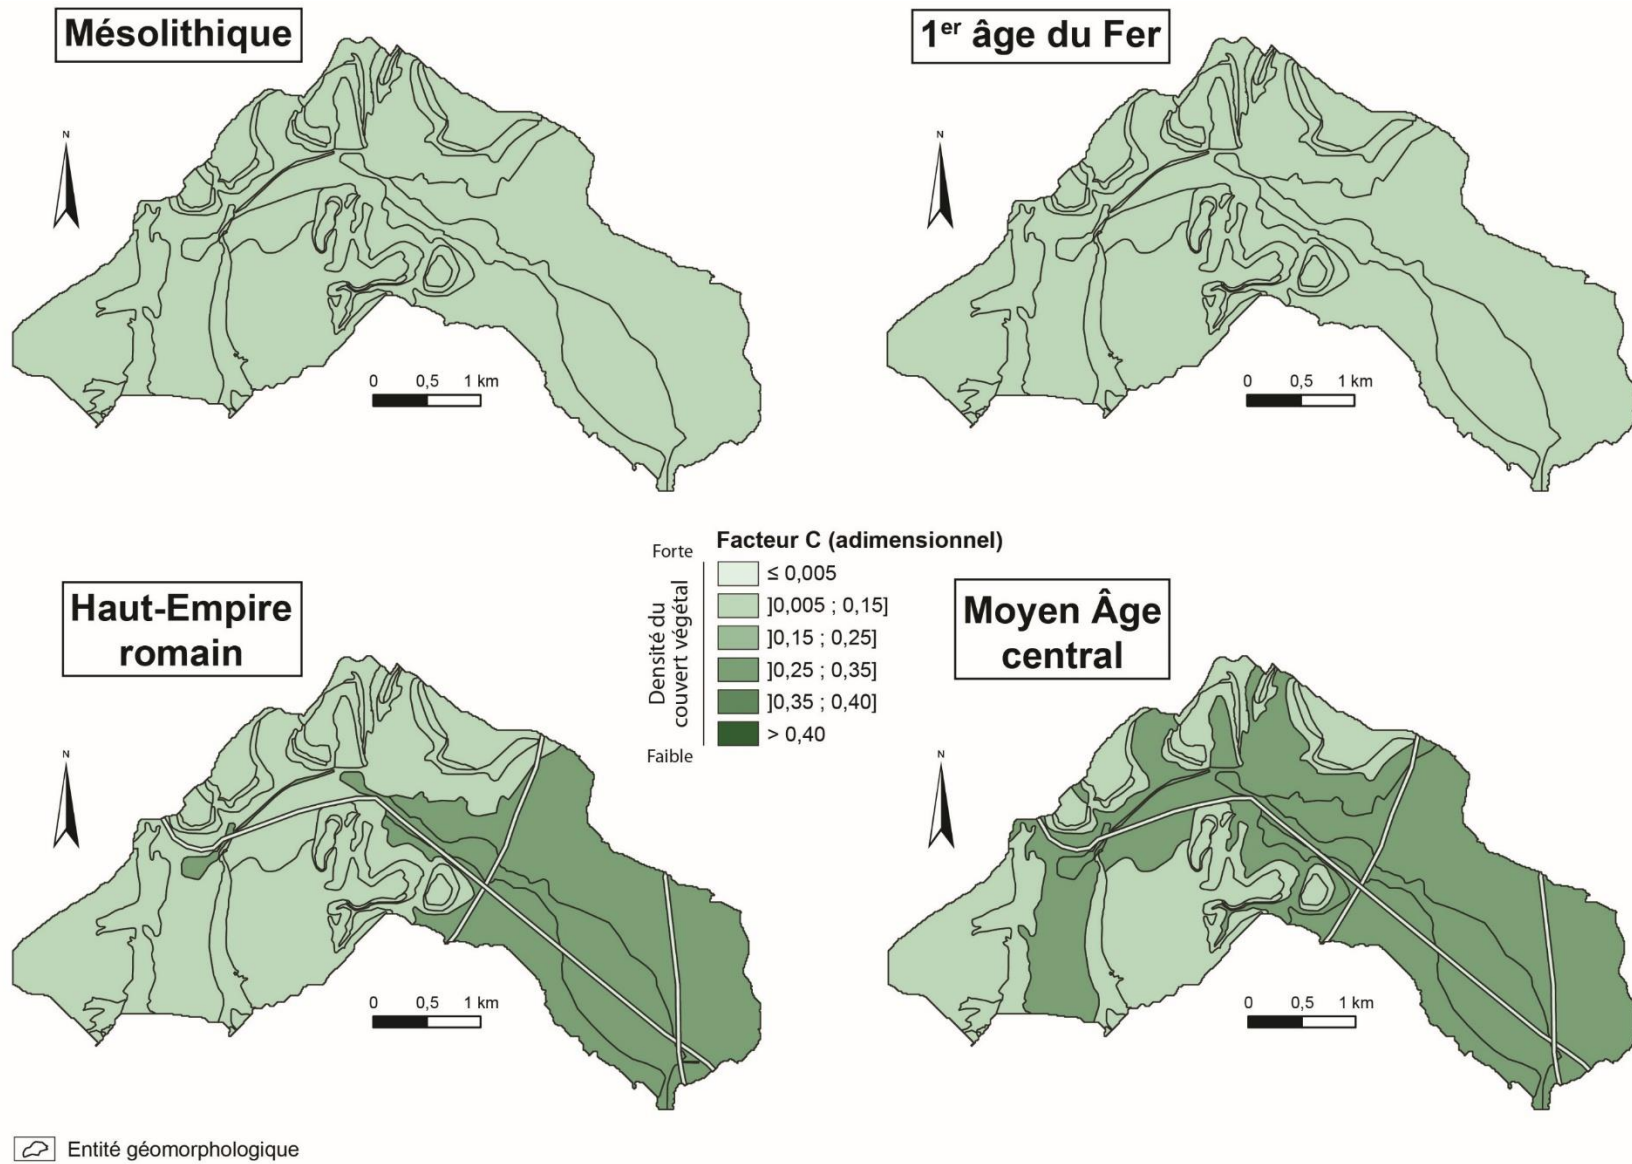 Mésolithique
1er âge du Fer
N
N
0 0,5 1 km
0 0,5 1 km
Facteur C (adimensionnel)
Forte
Densité du
couvert végétal
Faible
≤ 0,005
]0,005 ; 0,15]
]0,15 ; 0,25]
]0,25 ; 0,35]
]0,35 ; 0,40]
> 0,40
Haut-Empire
romain
Moyen Âge
central
N
N
0 0,5 1 km
0 0,5 1 km
Entité géomorphologique